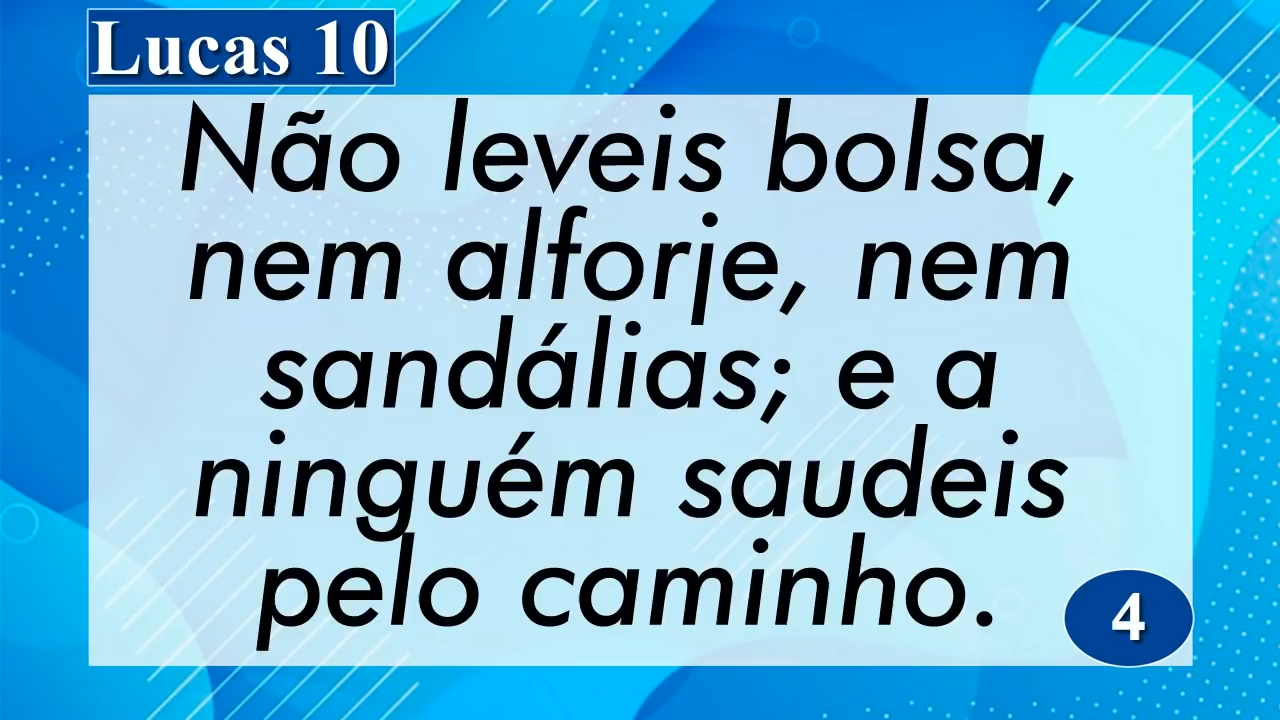 Lucas 10
Não leveis bolsa,
nem alforje, nem
sandálias; e a
ninguém saudeis
pelo caminho.
4